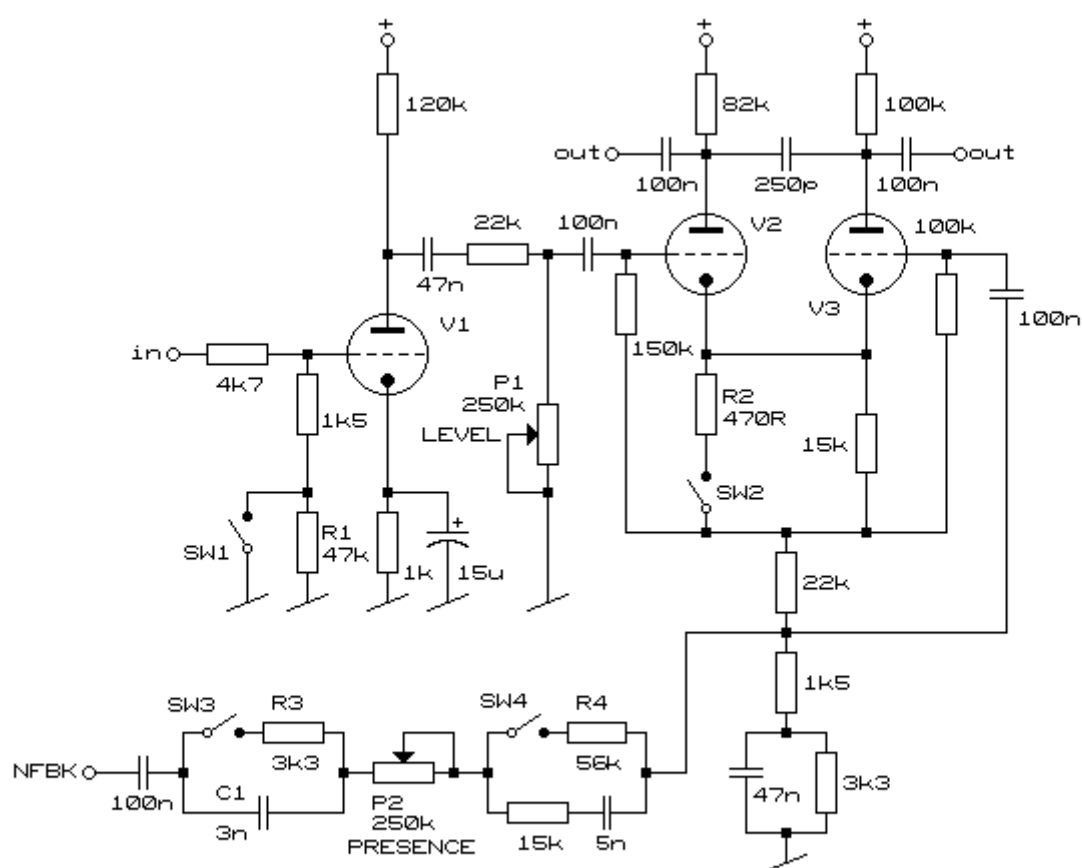 + + +
120k
82k
100k
out
out
100n
250p
100n
22k
100n
V2
100k
47n
V1
V3
100n
in
150k
4k7
P1
250k
R2
470R
1k5
LEVEL
15k
SW2
SW1
R1
47k
1k
+
15u
22k
1k5
SW3
R3
SW4
R4
NFBK
3k3
56k
100n
C1
3n
P2
250k
PRESENCE
15k
5n
47n
3k3